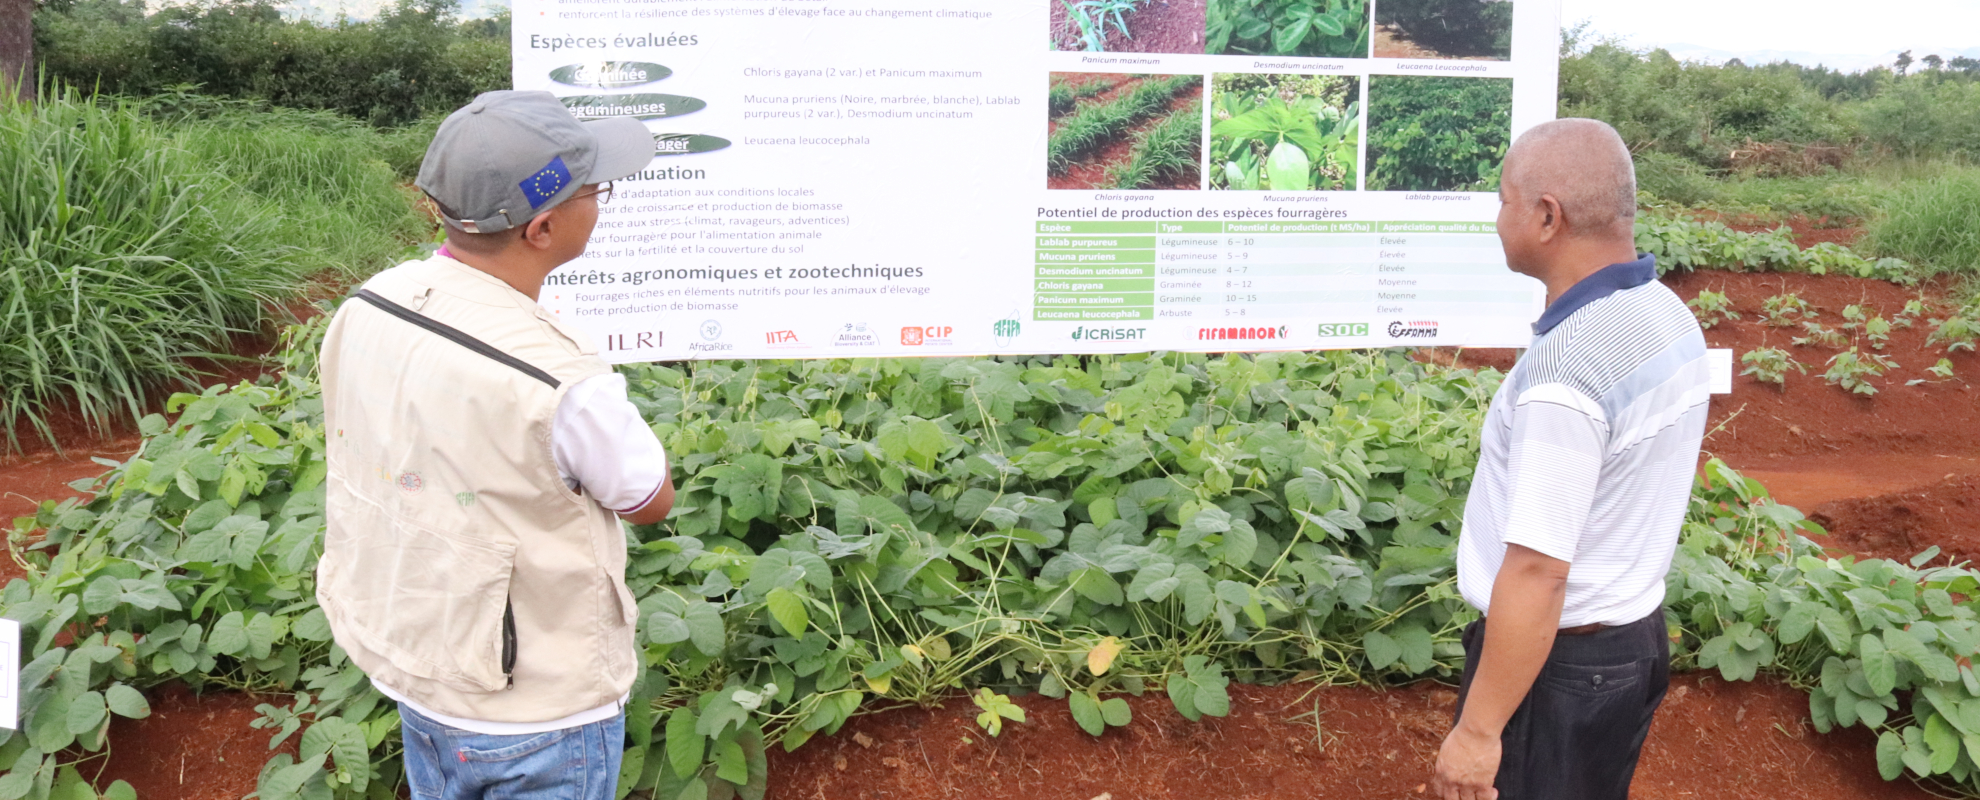 renforcent la résilience des systèmes d'élevage face au changement climatique
Espèces évaluées
Chloris gayana (2 var.) et Panicum maximum
légumineuses
Mucuna pruriens (Noire, marbrée, blanche), Lablab
purpureus (2 var.), Desmodium uncinatum
Leucaena leucocephala
d'adaptation aux conditions locales
de croissance et production de biomasse
aux stress (climat, ravageurs, adventices)
fourragère pour l'alimentation animale
sur la fertilité et la couverture du sol
Intérêts agronomiques et zootechniques
Fourrages riches en éléments nutritifs pour les animaux d'élevage
Forte production de biomasse
Panicum maximum
Desmodium uncinatum
Leucaena Leucocephala
Chloris gayana
Mucuna pruriens
Lablab purpureus
Potentiel de production des espèces fourragères
Espèce Type Potentiel de production (t MS/ha) Appréciation qualité du
Lablab purpureus Légumineuse 6 – 10 Élevée
Mucuna pruriens Légumineuse 5 – 9 Élevée
Desmodium uncinatum Légumineuse 4 – 7 Élevée
Chloris gayana Graminée 8 – 12 Moyenne
Panicum maximum Graminée 10 – 15 Moyenne
Leucaena leucocephala Arbuste 5 – 8 Élevée
ILRI AfricaRice IITA Alliance CIP FIFAMANOR ICRISAT SOC